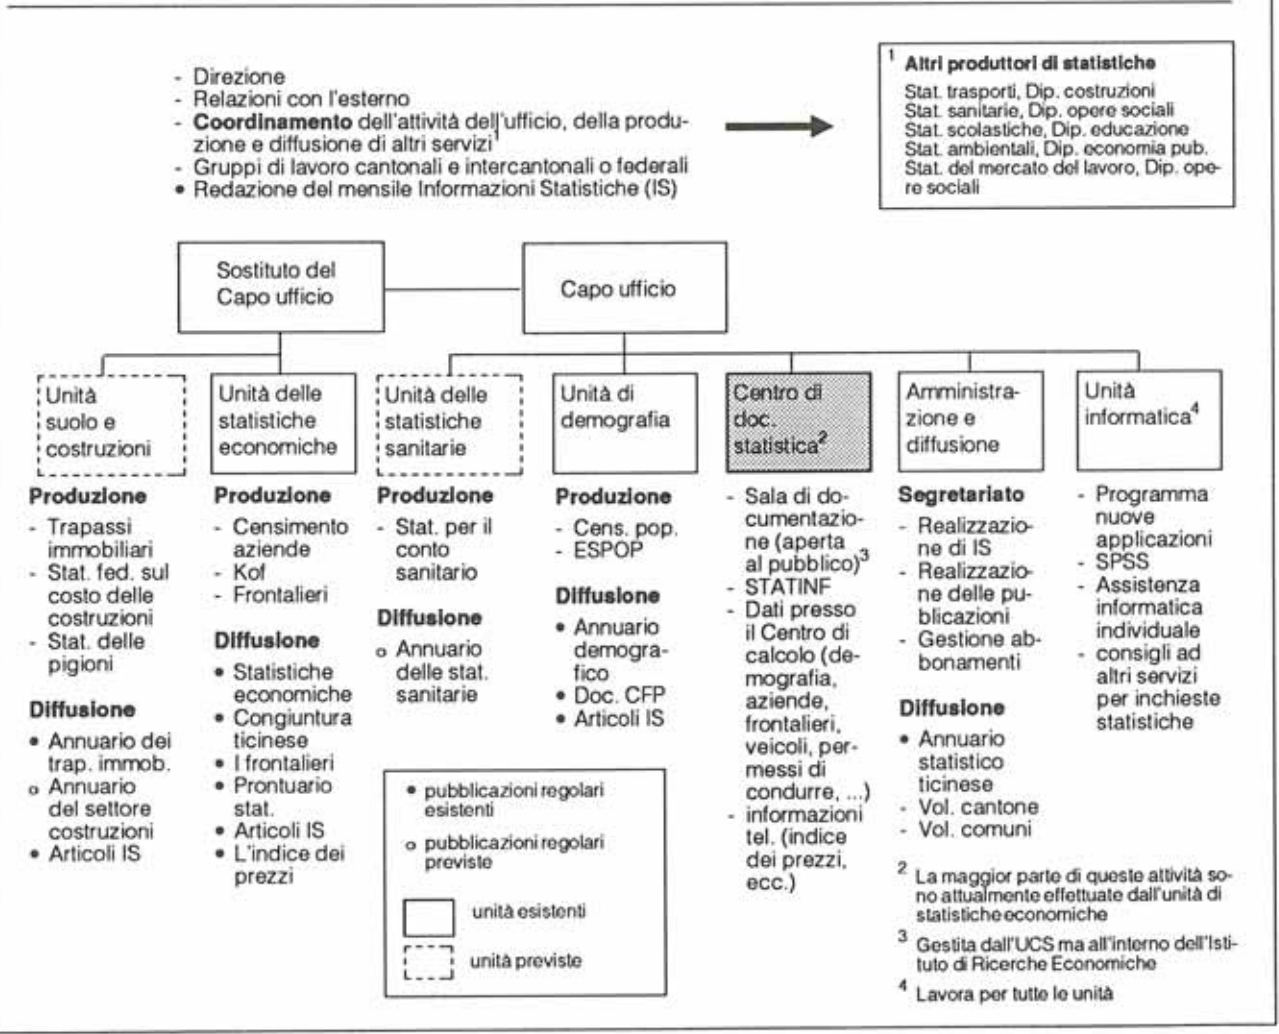 - Direzione
- Relazioni con l'esterno
- Coordinamento dell'attività dell'ufficio, della produ-
zione e diffusione di altri servizi¹
- Gruppi di lavoro cantonali e intercantonali o federali
• Redazione del mensile Informazioni Statistiche (IS)
¹ Altri produttori di statistiche
Stat. trasporti, Dip. costruzioni
Stat. sanitarie, Dip. opere sociali
Stat. scolastiche, Dip. educazione
Stat. ambientali, Dip. economia pub.
Stat. del mercato del lavoro, Dip. ope-
re sociali
Sostituto del
Capo ufficio
Capo ufficio
Unità
suolo e
costruzioni
Produzione
- Trapassi
immobiliari
- Stat. fed. sul
costo delle
costruzioni
- Stat. delle
pigioni
Diffusione
• Annuario dei
trap. immob.
o Annuario
del settore
costruzioni
• Articoli IS
Unità delle
statistiche
economiche
Produzione
- Censimento
aziende
- Kof
- Frontalieri
Diffusione
• Statistiche
economiche
• Congiuntura
ticinese
• I frontalieri
• Prontuario
stat.
• Articoli IS
• L'indice dei
prezzi
Unità delle
statistiche
sanitarie
Produzione
- Stat. per il
conto
sanitario
Diffusione
o Annuario
delle stat.
sanitarie
Unità di
demografia
Produzione
- Cens. pop.
- ESPOP
Diffusione
• Annuario
demogra-
fico
• Doc. CFP
• Articoli IS
Centro di
doc.
statistica²
- Sala di do-
cumentazio-
ne (aperta
al pubblico)³
- STATINF
- Dati presso
il Centro di
calcolo (de-
mografia,
aziende,
frontalieri,
veicoli, per-
messi di
condurre, ...)
- informazioni
tel. (indice
dei prezzi,
ecc.)
Amministra-
zione e
diffusione
Segretariato
- Realizzazio-
ne di IS
- Realizzazio-
ne delle pu-
blicazioni
- Gestione ab-
bonamenti
Diffusione
• Annuario
statistico
ticinese
- Vol. cantone
- Vol. comuni
Unità
informatica⁴
- Programma
nuove
applicazioni
- SPSS
- Assistenza
informatica
individuale
- consigli ad
altri servizi
per inchieste
statistiche
• pubblicazioni regolari
esistenti
o pubblicazioni regolari
previste
unità esistenti
unità previste
² La maggior parte di queste attività so-
no attualmente effettuate dall'unità di
statistiche economiche
³ Gestita dall'UCS ma all'interno dell'Isti-
tuto di Ricerche Economiche
⁴ Lavora per tutte le unità